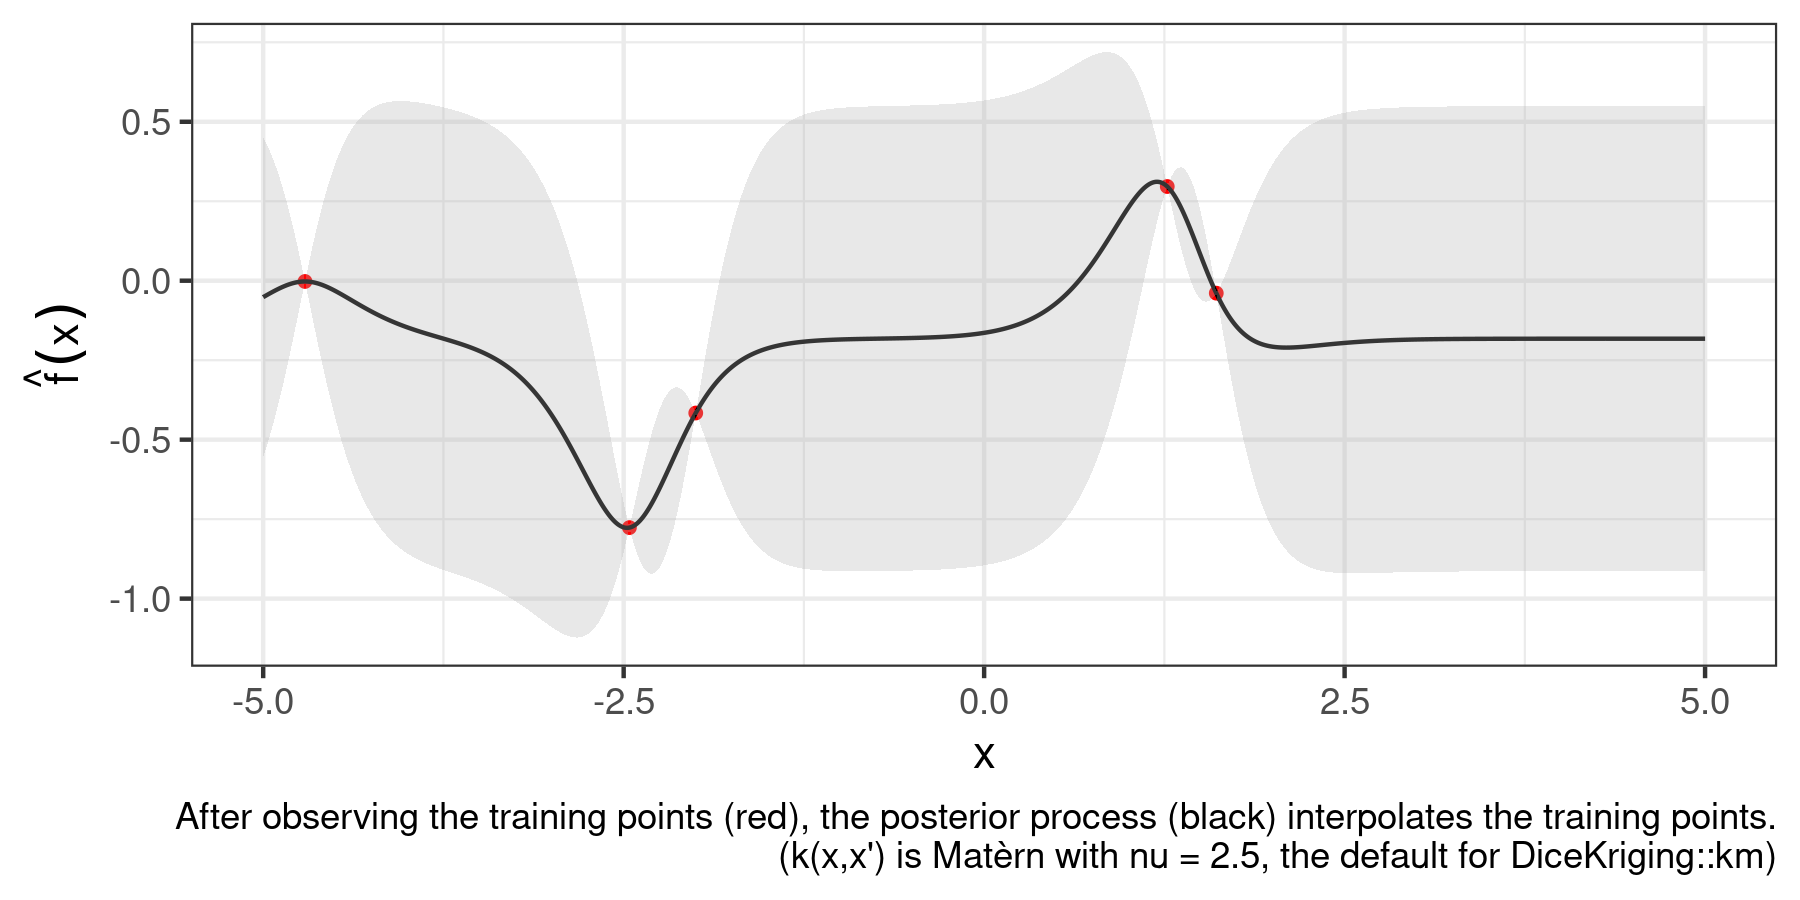 0.5
0.0
-0.5
-1.0
f̂(x)
-5.0
-2.5
0.0
2.5
5.0
x
After observing the training points (red), the posterior process (black) interpolates the training points.
(k(x,x') is Matèrn with nu = 2.5, the default for DiceKriging::km)